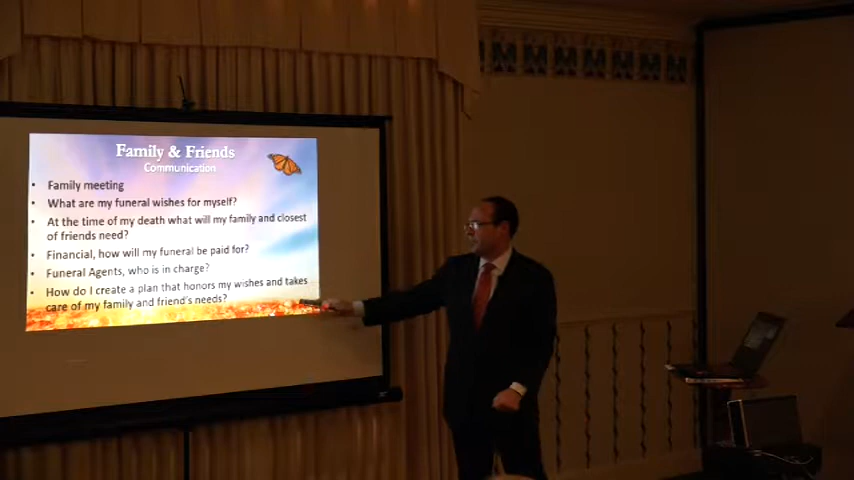 Family & Friends
Communication
• Family meeting
• What are my funeral wishes for myself?
• At the time of my death what will my family and closest
of friends need?
• Financial, how will my funeral be paid for?
• Funeral Agents, who is in charge?
• How do I create a plan that honors my wishes and takes
care of my family and friend's needs?